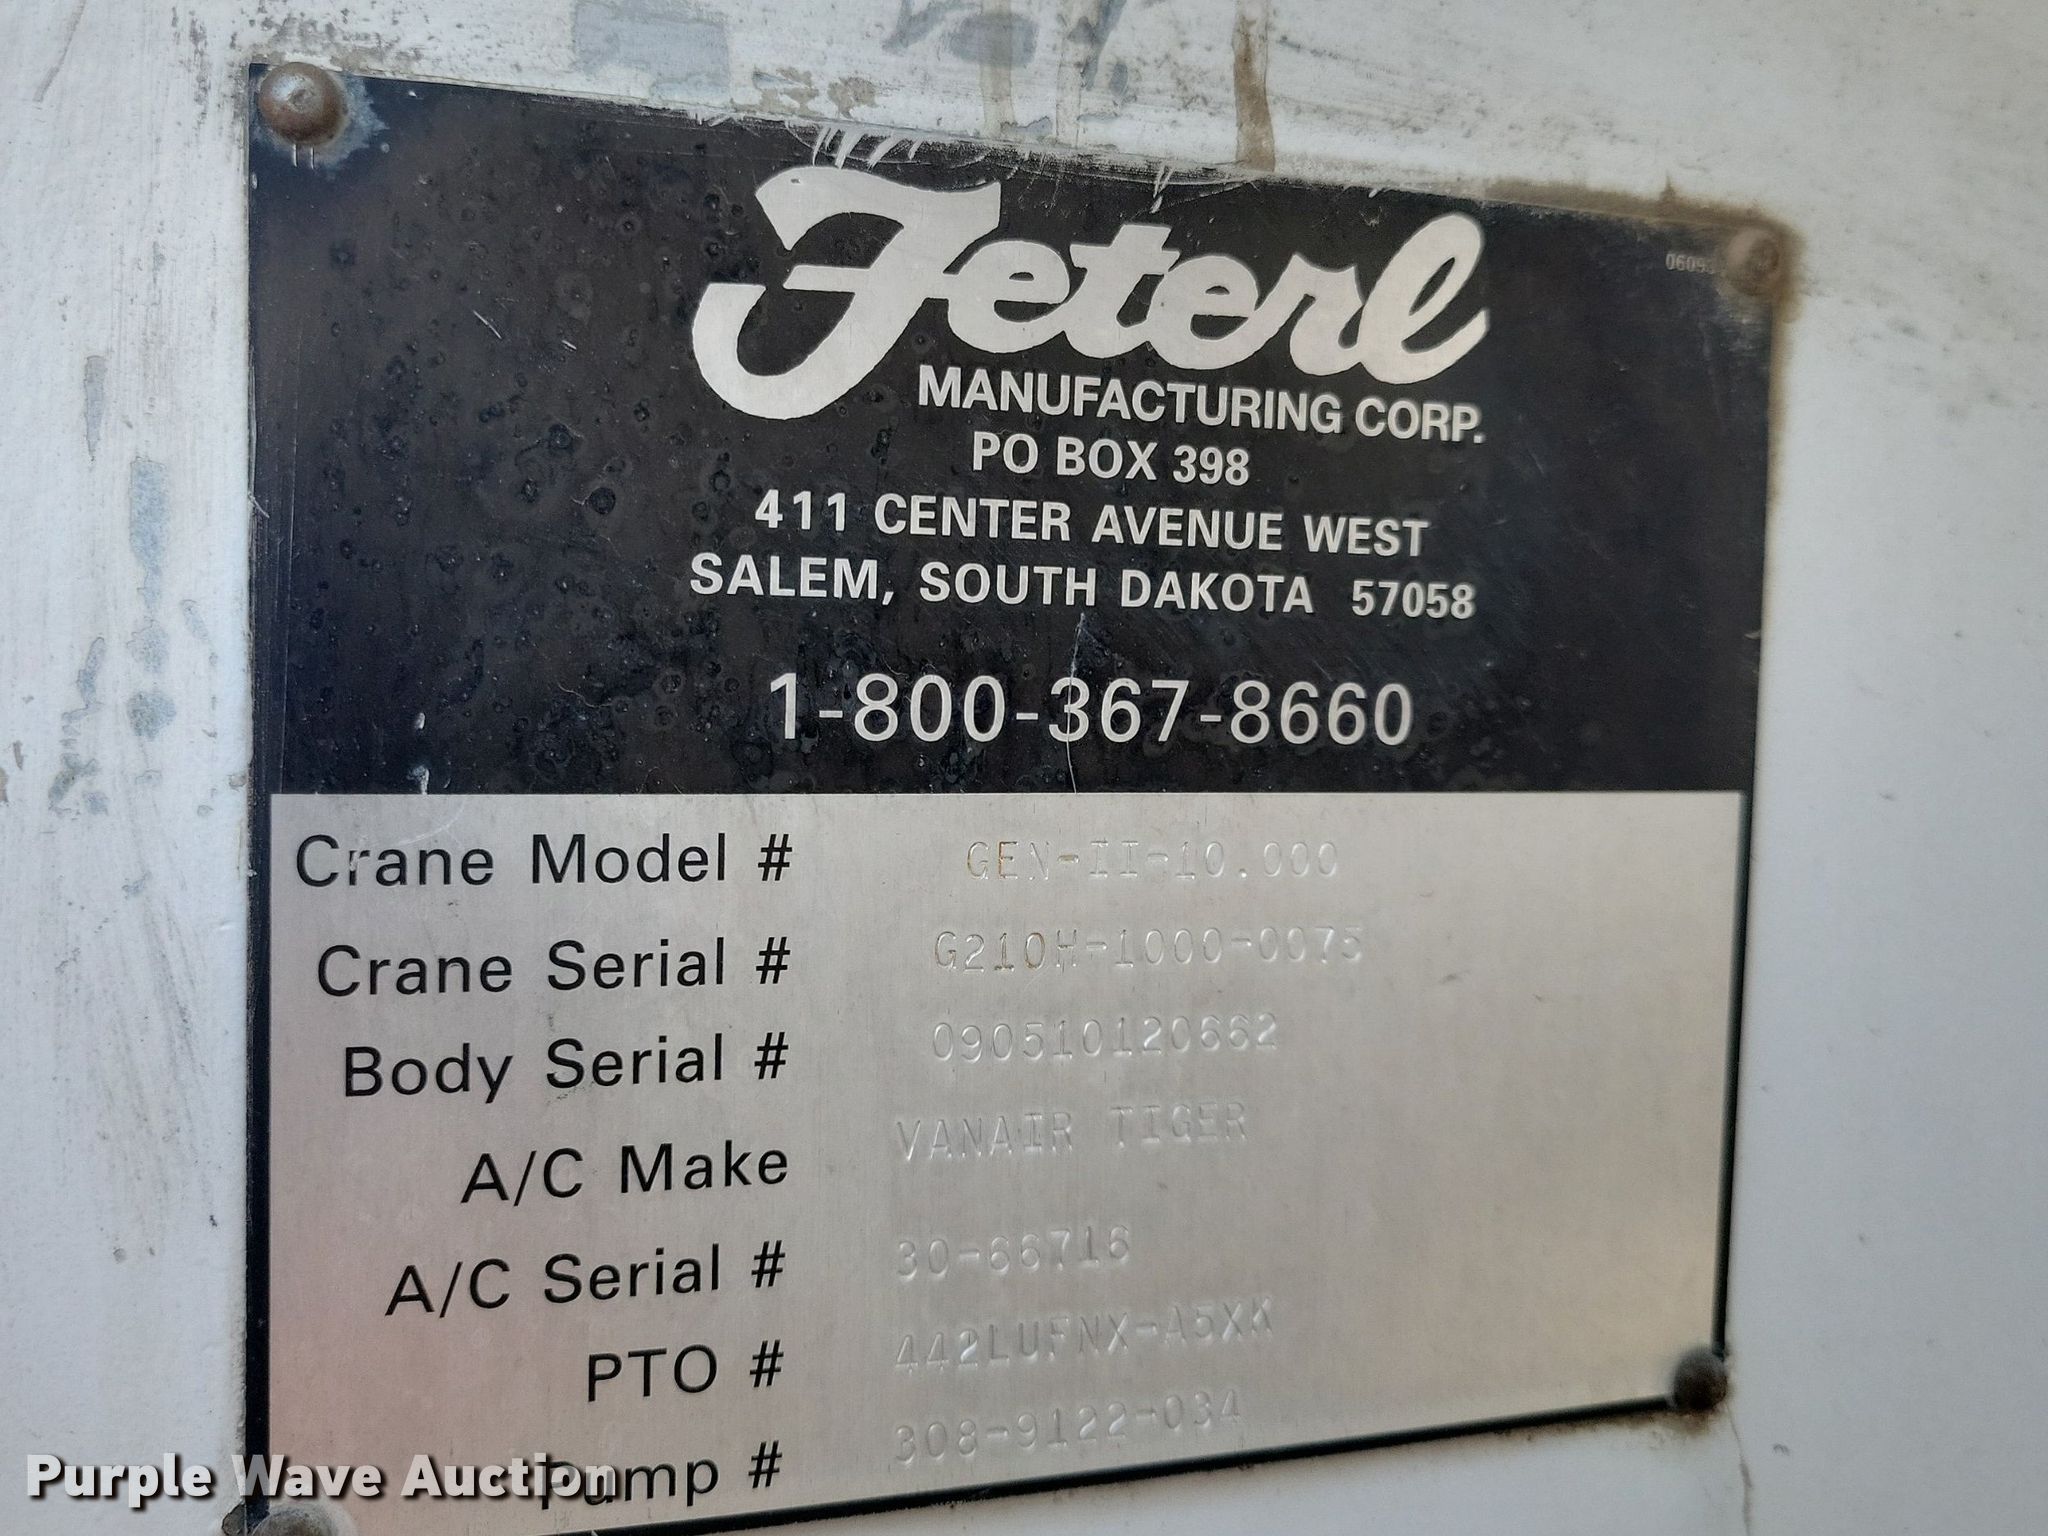 Feterl
MANUFACTURING CORP.
PO BOX 398
411 CENTER AVENUE WEST
SALEM, SOUTH DAKOTA 57058
1-800-367-8660
Crane Model # GEN-II-10.000
Crane Serial # G210H-1000-0075
Body Serial # 090510120662
A/C Make VANAIR TIGER
A/C Serial # 30-66716
PTO # 442LUFNX-A5XK
Pump # 308-9122-034
Purple Wave Auction